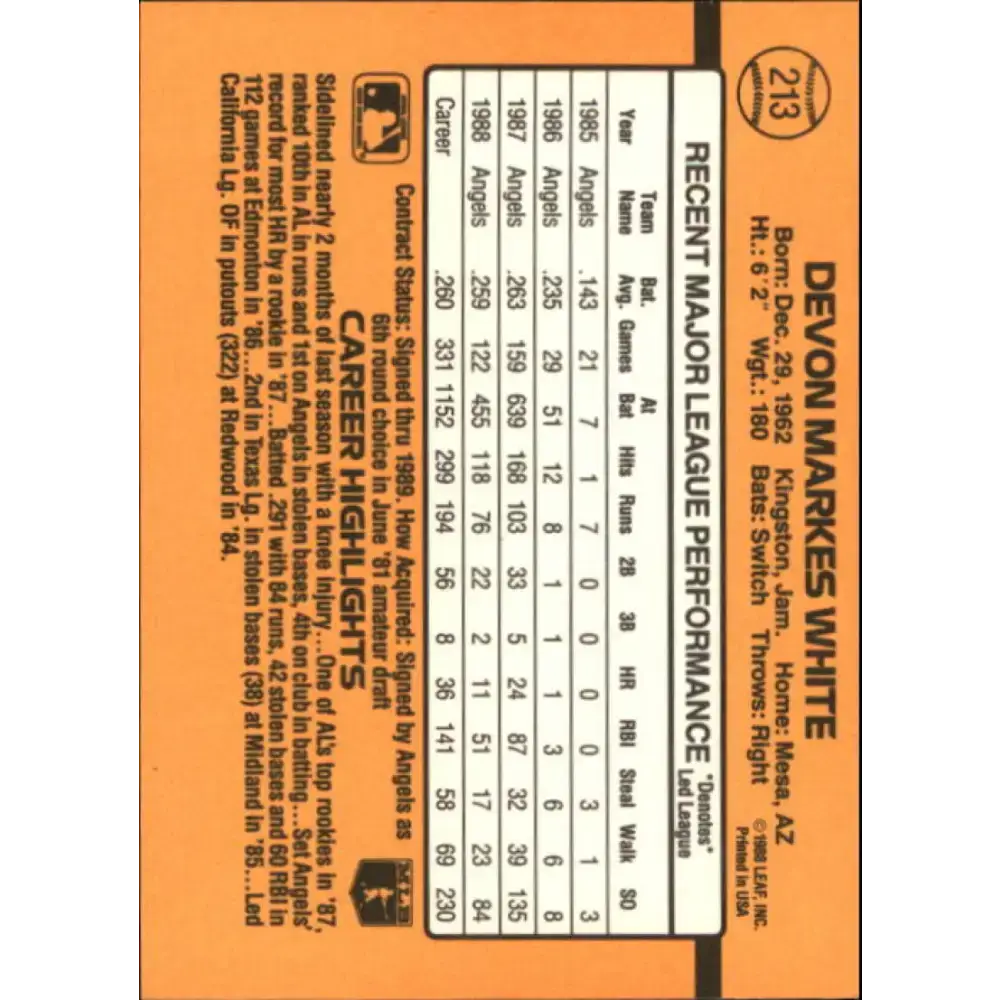 213
DEVON MARKES WHITE
Born: Dec. 29, 1962 Kingston, Jam. Home: Mesa, AZ
Ht.: 6'2" Wgt.: 180 Bats: Switch Throws: Right
© 1988 LEAF, INC.
Printed in USA
RECENT MAJOR LEAGUE PERFORMANCE
"Denotes"
Led League
Year Team Name Bat. Avg. Games At Bat Hits Runs 2B 3B HR RBI Steal Walk SO
1985 Angels .143 21 7 1 7 0 0 0 0 3 1 3
1986 Angels .235 29 51 12 8 1 1 1 3 6 6 8
1987 Angels .263 159 639 168 103 33 5 24 87 32 39 135
1988 Angels .259 122 455 118 76 22 2 11 51 17 23 84
Career .260 331 1152 299 194 56 8 36 141 58 69 230
Contract Status: Signed thru 1989. How Acquired: Signed by Angels as
6th round choice in June '81 amateur draft
MLB
CAREER HIGHLIGHTS
Sidelined nearly 2 months of last season with a knee injury...One of AL's top rookies in '87,
ranked 10th in AL in runs and 1st on Angels in stolen bases, 4th on club in batting...Set Angels'
record for most HR by a rookie in '87...Batted .291 with 84 runs, 42 stolen bases and 60 RBI in
112 games at Edmonton in '86...2nd in Texas Lg. in stolen bases (38) at Midland in '85...Led
California Lg. OF in putouts (322) at Redwood in '84.